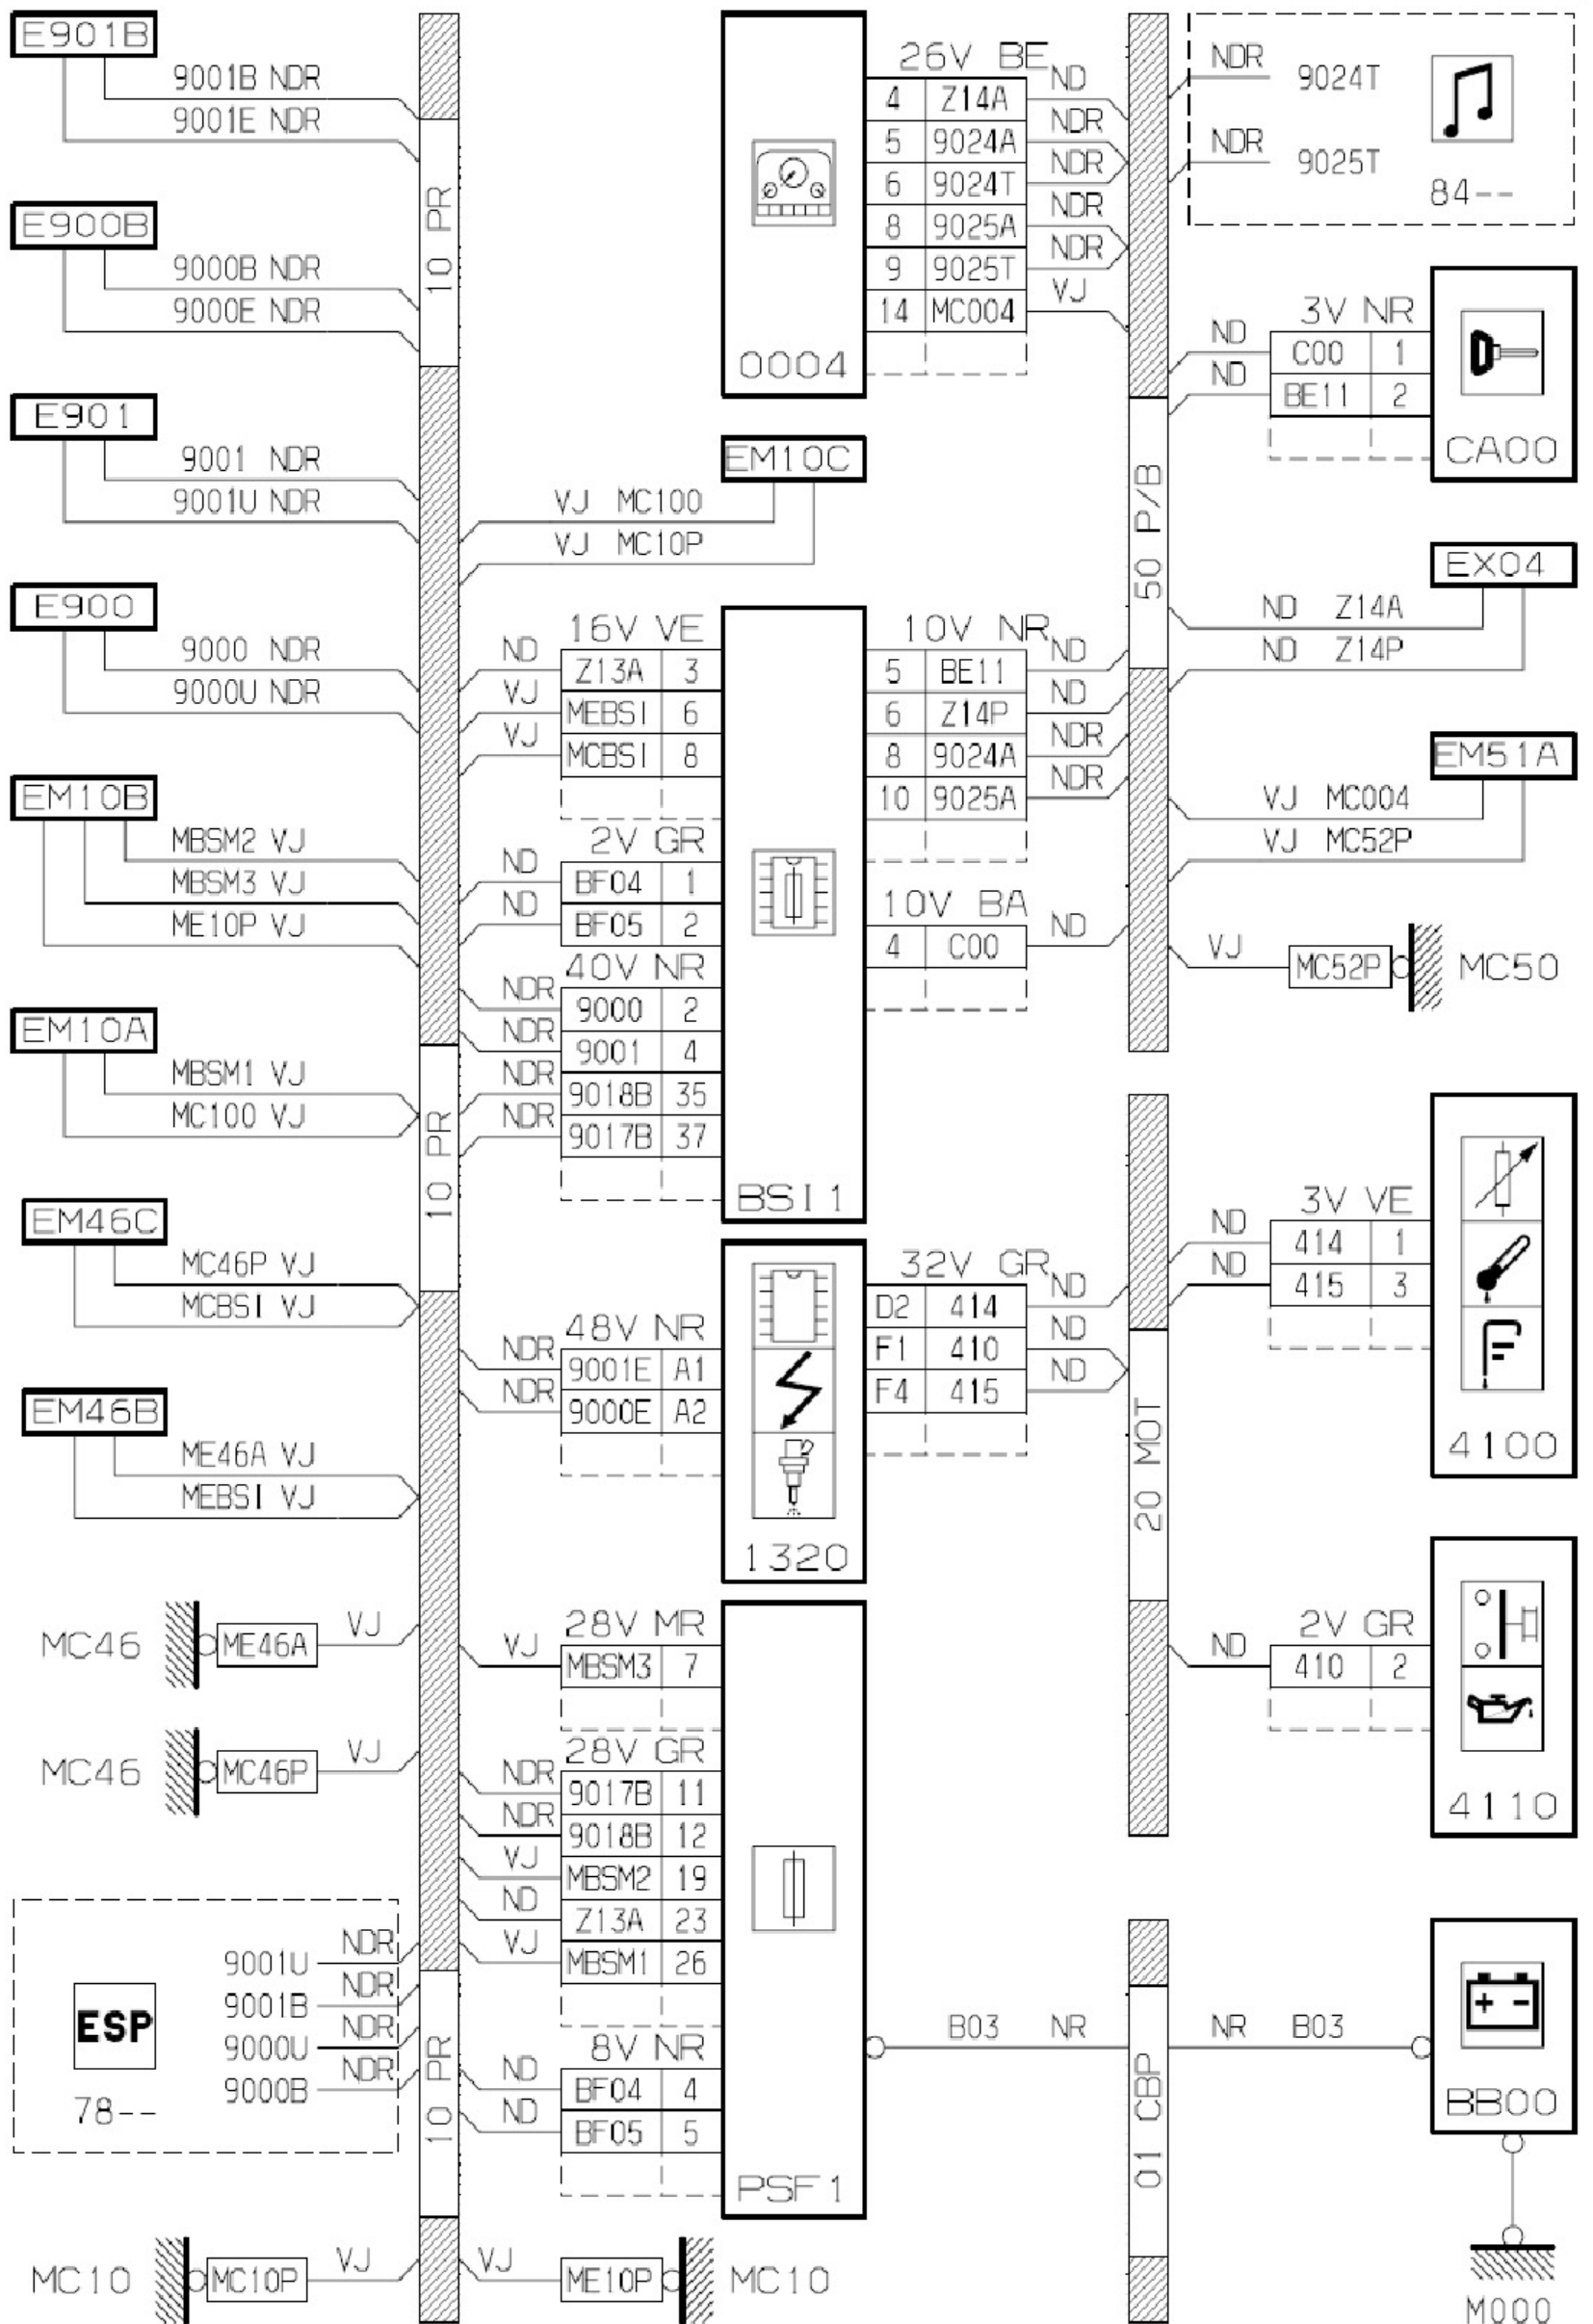 E901B
9001B NDR
9001E NDR
E900B
9000B NDR
9000E NDR
E901
9001 NDR
9001U NDR
E900
9000 NDR
9000U NDR
EM10B
MBSM2 VJ
MBSM3 VJ
ME10P VJ
EM10A
MBSM1 VJ
MC100 VJ
EM46C
MC46P VJ
MCBSI VJ
EM46B
ME46A VJ
MEBSI VJ
MC46 ME46A VJ
MC46 MC46P VJ
9001U NDR
9001B NDR
9000U NDR
9000B NDR
ESP
78--
MC10 MC10P VJ
10 PR
10 PR
10 PR
26V BE
4 Z14A ND
5 9024A NDR
6 9024T NDR
8 9025A NDR
9 9025T NDR
14 MC004 VJ
0004
EM10C
VJ MC100
VJ MC10P
16V VE
ND Z13A 3
VJ MEBSI 6
VJ MCBSI 8
2V GR
ND BF04 1
ND BF05 2
40V NR
NDR 9000 2
NDR 9001 4
NDR 9018B 35
NDR 9017B 37
10V NR
5 BE11 ND
6 Z14P ND
8 9024A NDR
10 9025A NDR
10V BA
4 C00 ND
BSI1
48V NR
NDR 9001E A1
NDR 9000E A2
32V GR
D2 414 ND
F1 410 ND
F4 415 ND
1320
28V MR
VJ MBSM3 7
28V GR
NDR 9017B 11
NDR 9018B 12
VJ MBSM2 19
ND Z13A 23
VJ MBSM1 26
8V NR
ND BF04 4
ND BF05 5
PSF1
VJ ME10P MC10
50 P/B
20 MOT
01 CBP
NDR 9024T
NDR 9025T
84--
3V NR
ND C00 1
ND BE11 2
CA00
EX04
ND Z14A
ND Z14P
EM51A
VJ MC004
VJ MC52P
VJ MC52P MC50
3V VE
ND 414 1
ND 415 3
4100
2V GR
ND 410 2
4110
B03 NR NR B03
+ -
BB00
M000